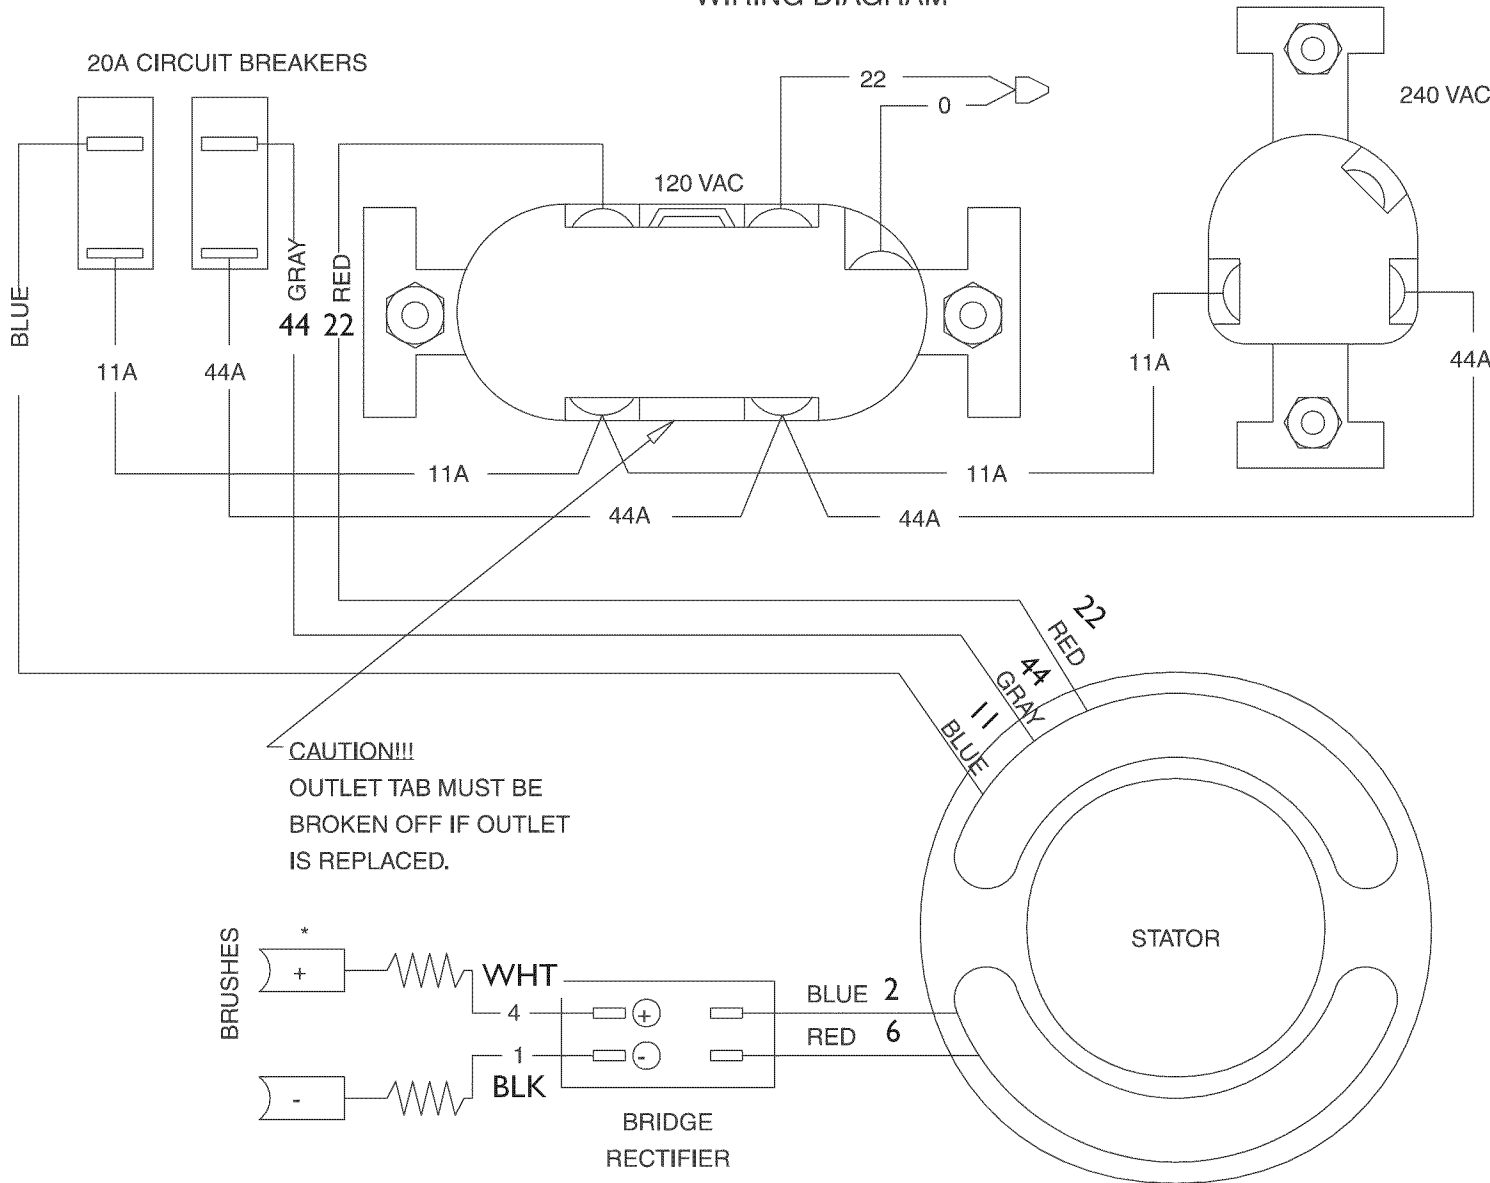 WIRING DIAGRAM
20A CIRCUIT BREAKERS
22
0
240 VAC
120 VAC
BLUE
GRAY
44
RED
22
11A
44A
11A
44A
11A
11A
44A
44A
22
RED
44
GRAY
11
BLUE
CAUTION!!!
OUTLET TAB MUST BE
BROKEN OFF IF OUTLET
IS REPLACED.
STATOR
BRUSHES
*
+
WHT
4
+
BLUE 2
1
-
RED 6
BLK
-
BRIDGE
RECTIFIER